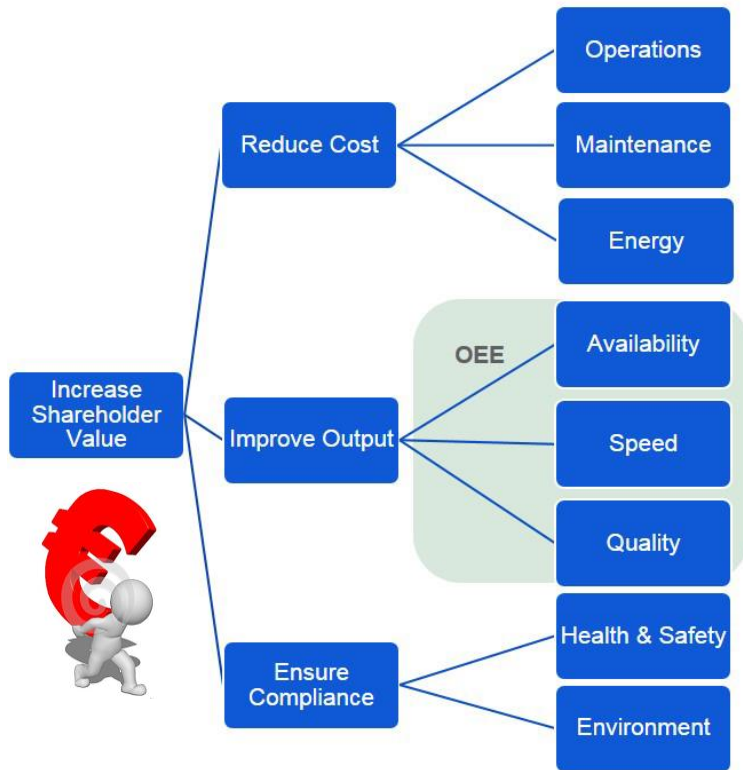 Operations
Reduce Cost
Maintenance
Energy
OEE
Availability
Increase
Shareholder
Value
Improve Output
Speed
Quality
Ensure
Compliance
Health & Safety
Environment
©